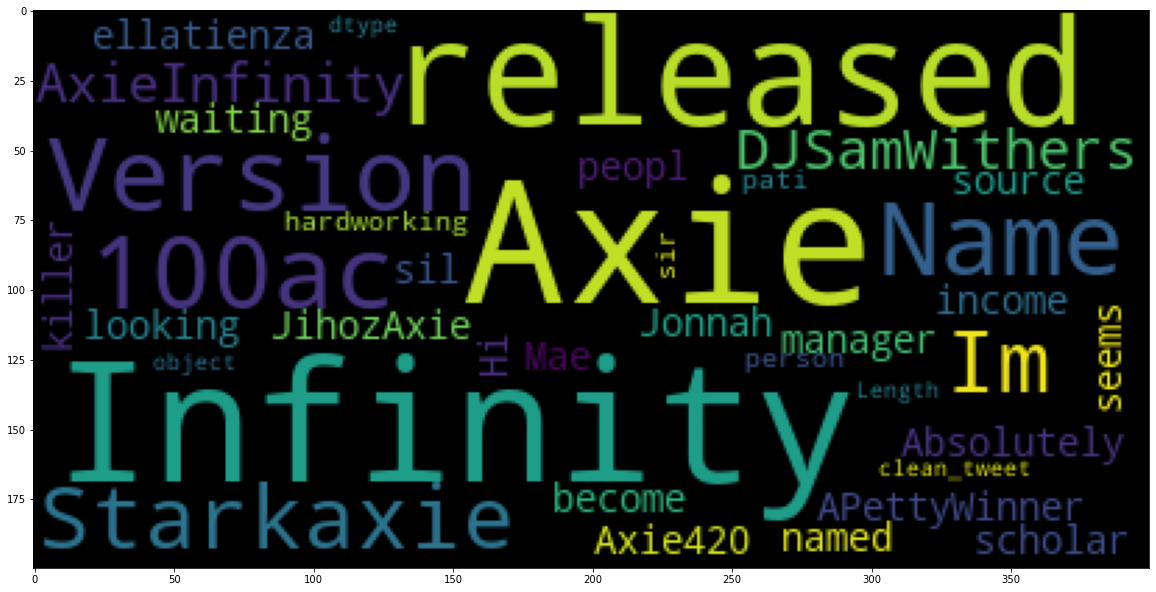 ellatienza dtype
released
AxieInfinity
waiting
DJSamWithers
Version
peopl
pati
source
hardworking
Axie
Name
killer
100ac
sil
sir
income
looking
JihozAxie
Jonnah
manager
Hi
Mae
person
Im
seems
object
Infinity
Length
Absolutely
clean_tweet
Starkaxie
become
APettyWinner
Axie420
named
scholar
0
25
50
75
100
125
150
175
0 50 100 150 200 250 300 350